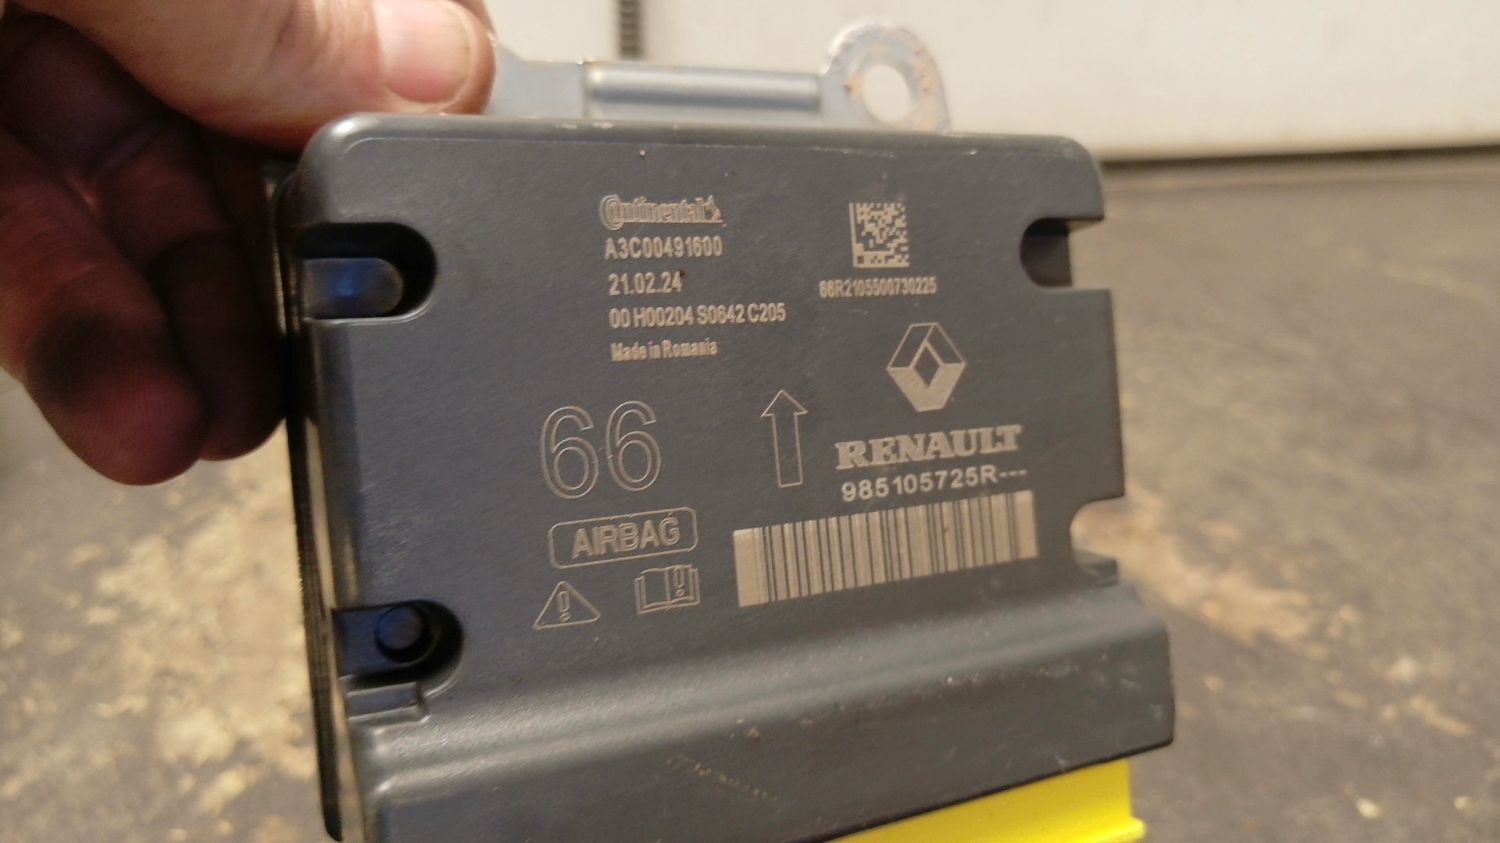 Continental
A3C00491600
21.02.24
00 H00204 S0642 C205
Made in Romania
66R2105500730225
66
RENAULT
985105725R---
AIRBAG